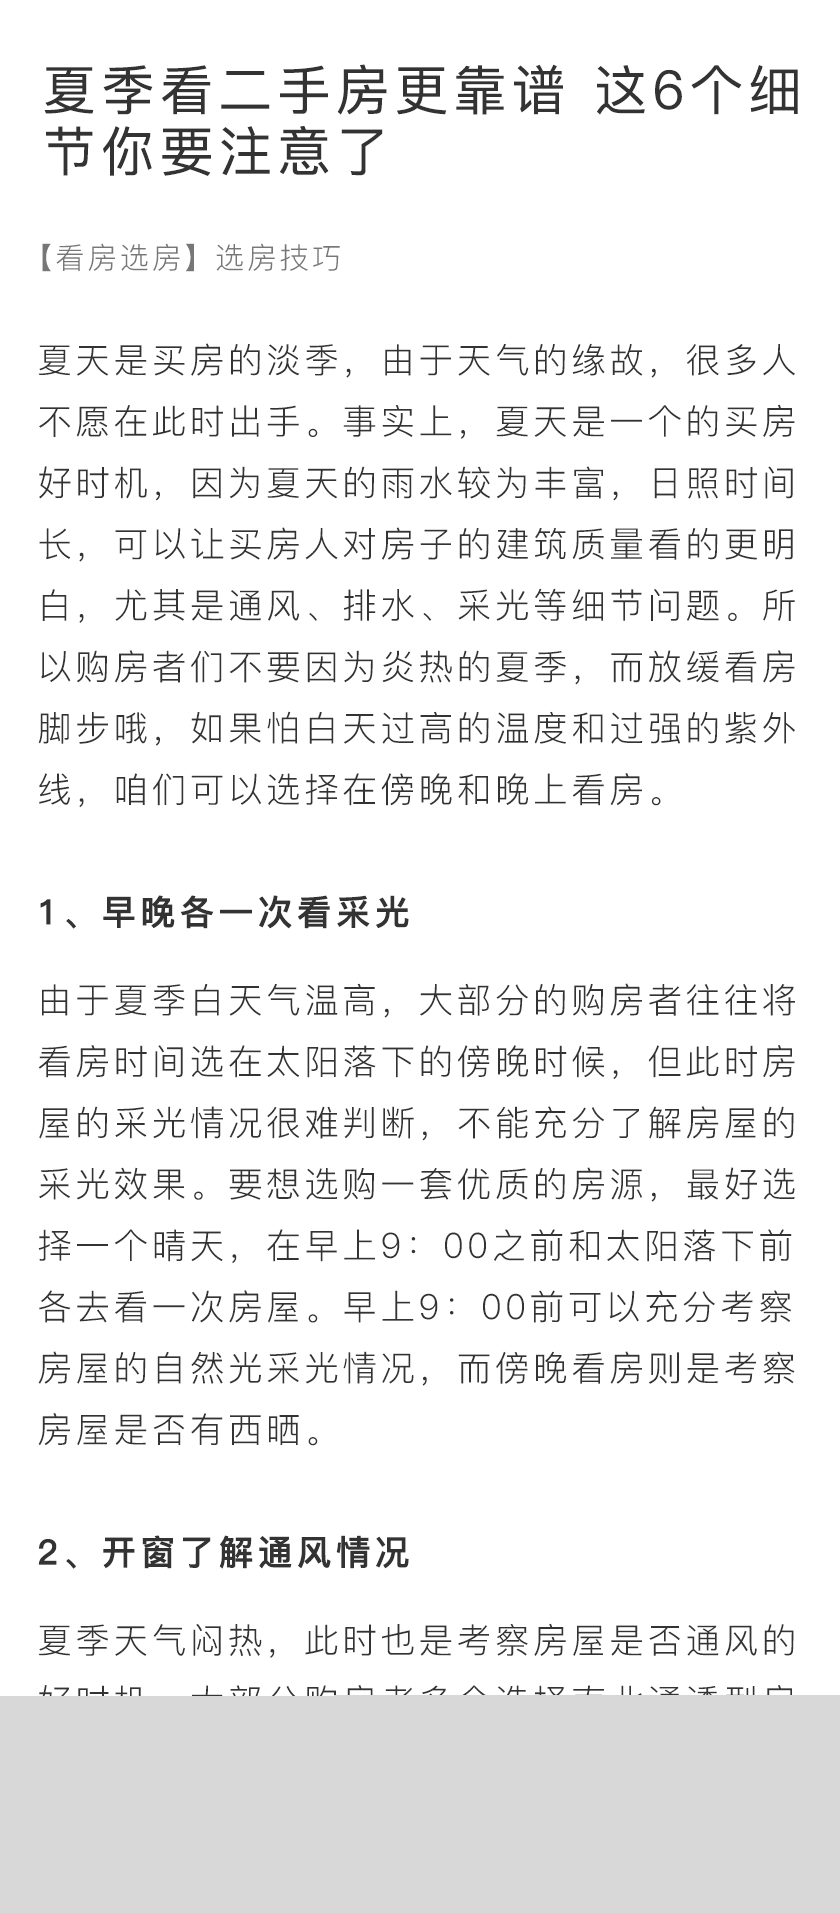 夏季看二手房更靠谱 这6个细
节你要注意了
【看房选房】选房技巧
夏天是买房的淡季，由于天气的缘故，很多人
不愿在此时出手。事实上，夏天是一个的买房
好时机，因为夏天的雨水较为丰富，日照时间
长，可以让买房人对房子的建筑质量看的更明
白，尤其是通风、排水、采光等细节问题。所
以购房者们不要因为炎热的夏季，而放缓看房
脚步哦，如果怕白天过高的温度和过强的紫外
线，咱们可以选择在傍晚和晚上看房。
1、早晚各一次看采光
由于夏季白天气温高，大部分的购房者往往将
看房时间选在太阳落下的傍晚时候，但此时房
屋的采光情况很难判断，不能充分了解房屋的
采光效果。要想选购一套优质的房源，最好选
择一个晴天，在早上9：00之前和太阳落下前
各去看一次房屋。早上9：00前可以充分考察
房屋的自然光采光情况，而傍晚看房则是考察
房屋是否有西晒。
2、开窗了解通风情况
夏季天气闷热，此时也是考察房屋是否通风的